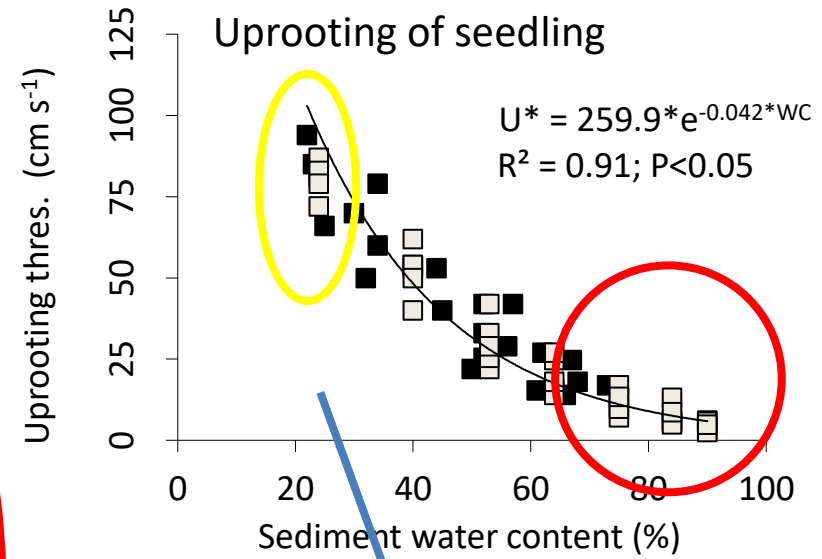 Uprooting of seedling
U* = 259.9*e-0.042*WC
R² = 0.91; P<0.05
Uprooting thres. (cm s-1)
125
100
75
50
25
0
0 20 40 60 80 100
Sediment water content (%)